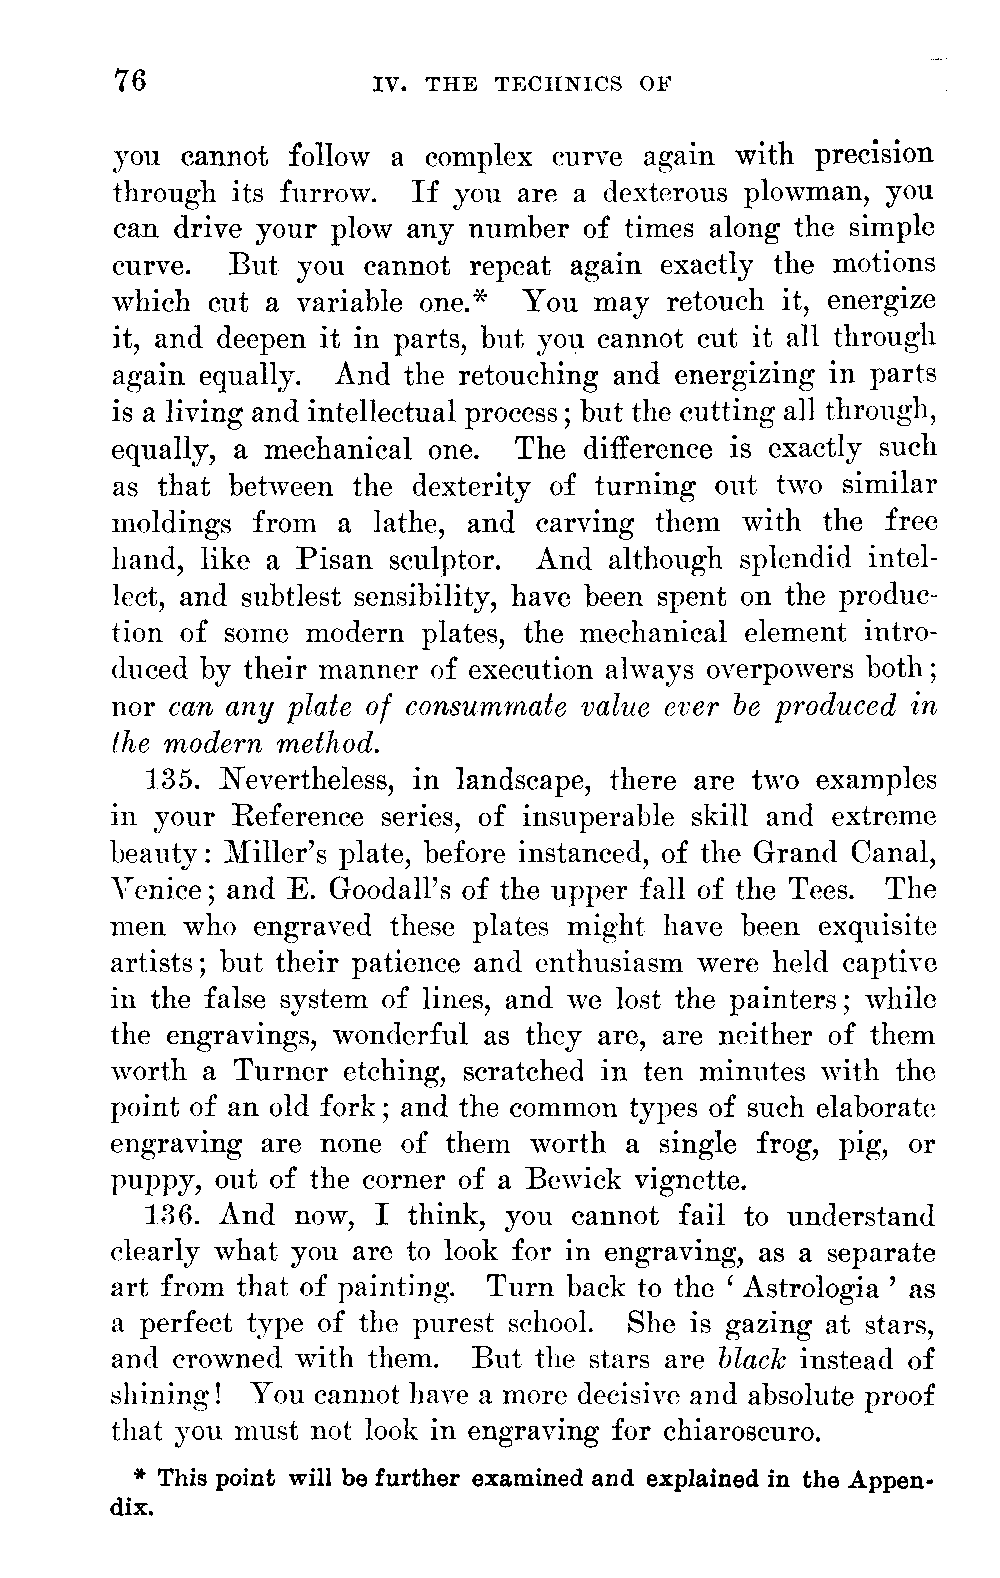 76 IV. THE TECHNICS OF
you cannot follow a complex curve again with precision
through its furrow. If you are a dexterous plowman, you
can drive your plow any number of times along the simple
curve. But you cannot repeat again exactly the motions
which cut a variable one.* You may retouch it, energize
it, and deepen it in parts, but you cannot cut it all through
again equally. And the retouching and energizing in parts
is a living and intellectual process; but the cutting all through,
equally, a mechanical one. The difference is exactly such
as that between the dexterity of turning out two similar
moldings from a lathe, and carving them with the free
hand, like a Pisan sculptor. And although splendid intel-
lect, and subtlest sensibility, have been spent on the produc-
tion of some modern plates, the mechanical element intro-
duced by their manner of execution always overpowers both;
nor can any plate of consummate value ever be produced in
the modern method.
135. Nevertheless, in landscape, there are two examples
in your Reference series, of insuperable skill and extreme
beauty: Miller's plate, before instanced, of the Grand Canal,
Venice; and E. Goodall's of the upper fall of the Tees. The
men who engraved these plates might have been exquisite
artists; but their patience and enthusiasm were held captive
in the false system of lines, and we lost the painters; while
the engravings, wonderful as they are, are neither of them
worth a Turner etching, scratched in ten minutes with the
point of an old fork; and the common types of such elaborate
engraving are none of them worth a single frog, pig, or
puppy, out of the corner of a Bewick vignette.
136. And now, I think, you cannot fail to understand
clearly what you are to look for in engraving, as a separate
art from that of painting. Turn back to the ‘ Astrologia ’ as
a perfect type of the purest school. She is gazing at stars,
and crowned with them. But the stars are black instead of
shining! You cannot have a more decisive and absolute proof
that you must not look in engraving for chiaroscuro.
* This point will be further examined and explained in the Appen-
dix.